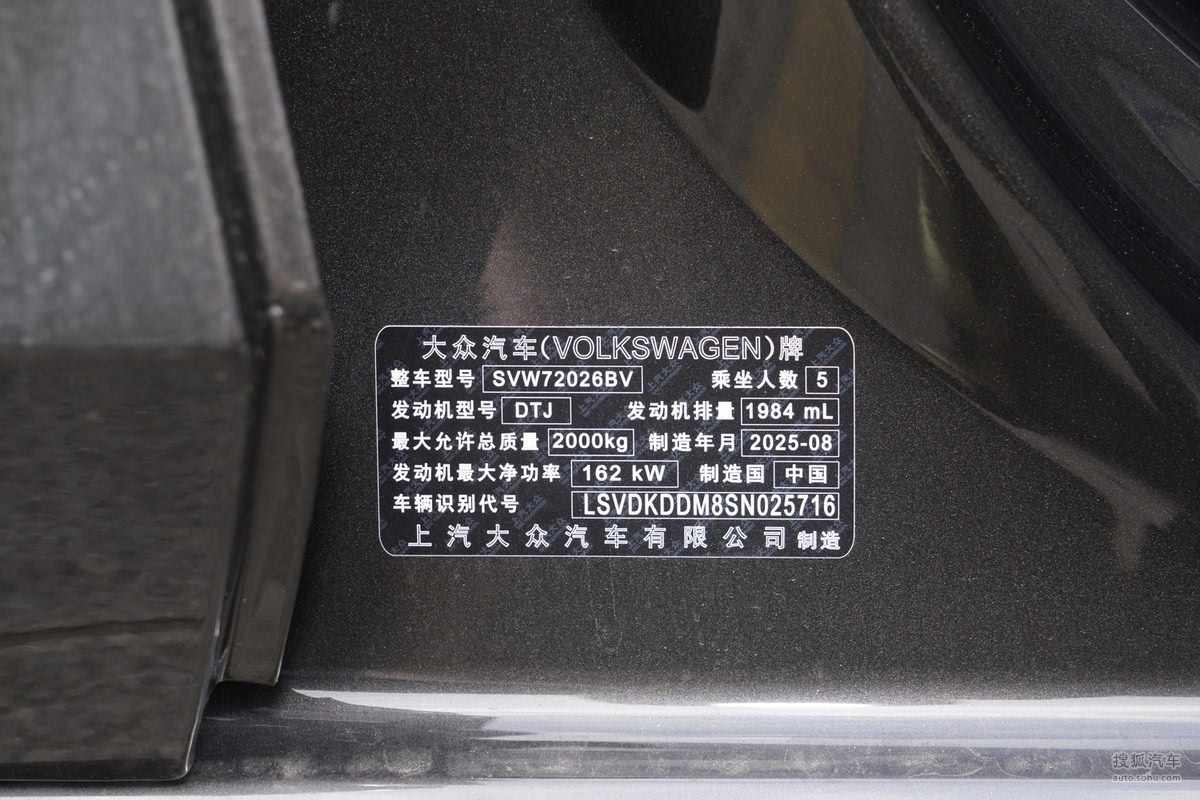 大众汽车(VOLKSWAGEN)牌
整车型号 SVW72026BV 乘坐人数 5
发动机型号 DTJ 发动机排量 1984 mL
最大允许总质量 2000kg 制造年月 2025-08
发动机最大净功率 162 kW 制造国 中国
车辆识别代号 LSVDKDDM8SN025716
上汽大众汽车有限公司 制造
搜狐汽车
auto.sohu.com